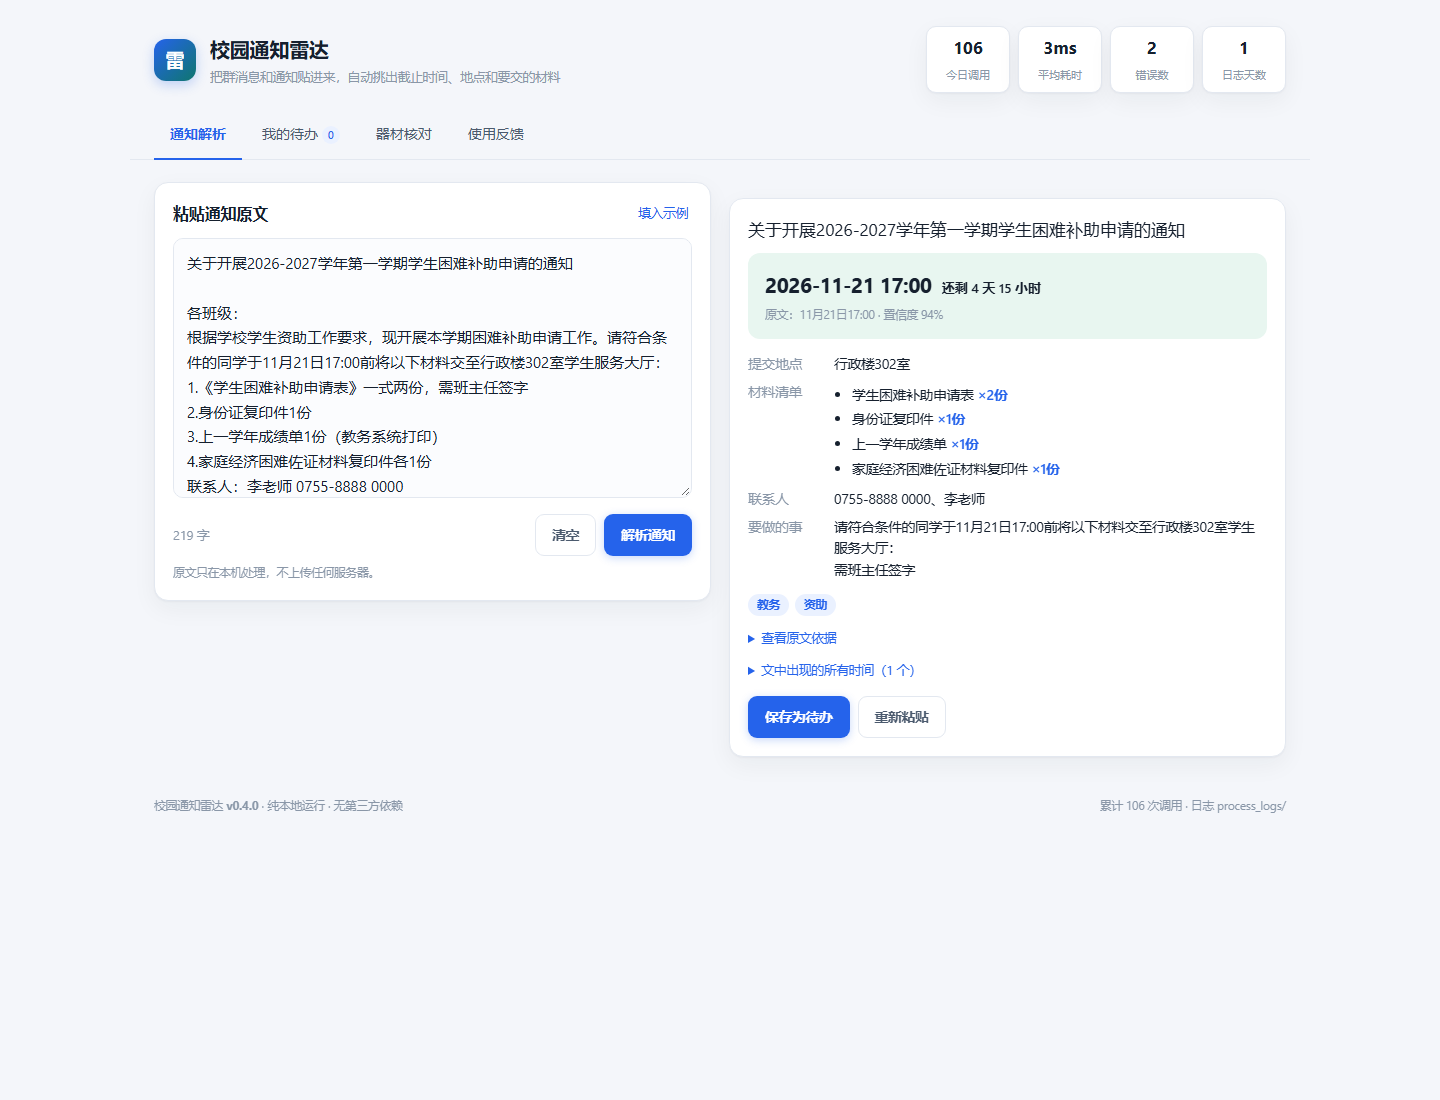 雷
校园通知雷达
把群消息和通知贴进来，自动挑出截止时间、地点和要交的材料
106
今日调用
3ms
平均耗时
2
错误数
1
日志天数
通知解析
我的待办 0
器材核对
使用反馈
粘贴通知原文
填入示例
关于开展2026-2027学年第一学期学生困难补助申请的通知
各班级：
根据学校学生资助工作要求，现开展本学期困难补助申请工作。请符合条
件的同学于11月21日17:00前将以下材料交至行政楼302室学生服务大厅：
1.《学生困难补助申请表》一式两份，需班主任签字
2.身份证复印件1份
3.上一学年成绩单1份（教务系统打印）
4.家庭经济困难佐证材料复印件各1份
联系人：李老师 0755-8888 0000
219 字
清空
解析通知
原文只在本机处理，不上传任何服务器。
关于开展2026-2027学年第一学期学生困难补助申请的通知
2026-11-21 17:00 还剩 4 天 15 小时
原文：11月21日17:00 · 置信度 94%
提交地点 行政楼302室
材料清单
• 学生困难补助申请表 ×2份
• 身份证复印件 ×1份
• 上一学年成绩单 ×1份
• 家庭经济困难佐证材料复印件 ×1份
联系人 0755-8888 0000、李老师
要做的事 请符合条件的同学于11月21日17:00前将以下材料交至行政楼302室学生
服务大厅：
需班主任签字
教务 资助
▶ 查看原文依据
▶ 文中出现的所有时间（1 个）
保存为待办
重新粘贴
校园通知雷达 v0.4.0 · 纯本地运行 · 无第三方依赖
累计 106 次调用 · 日志 process_logs/